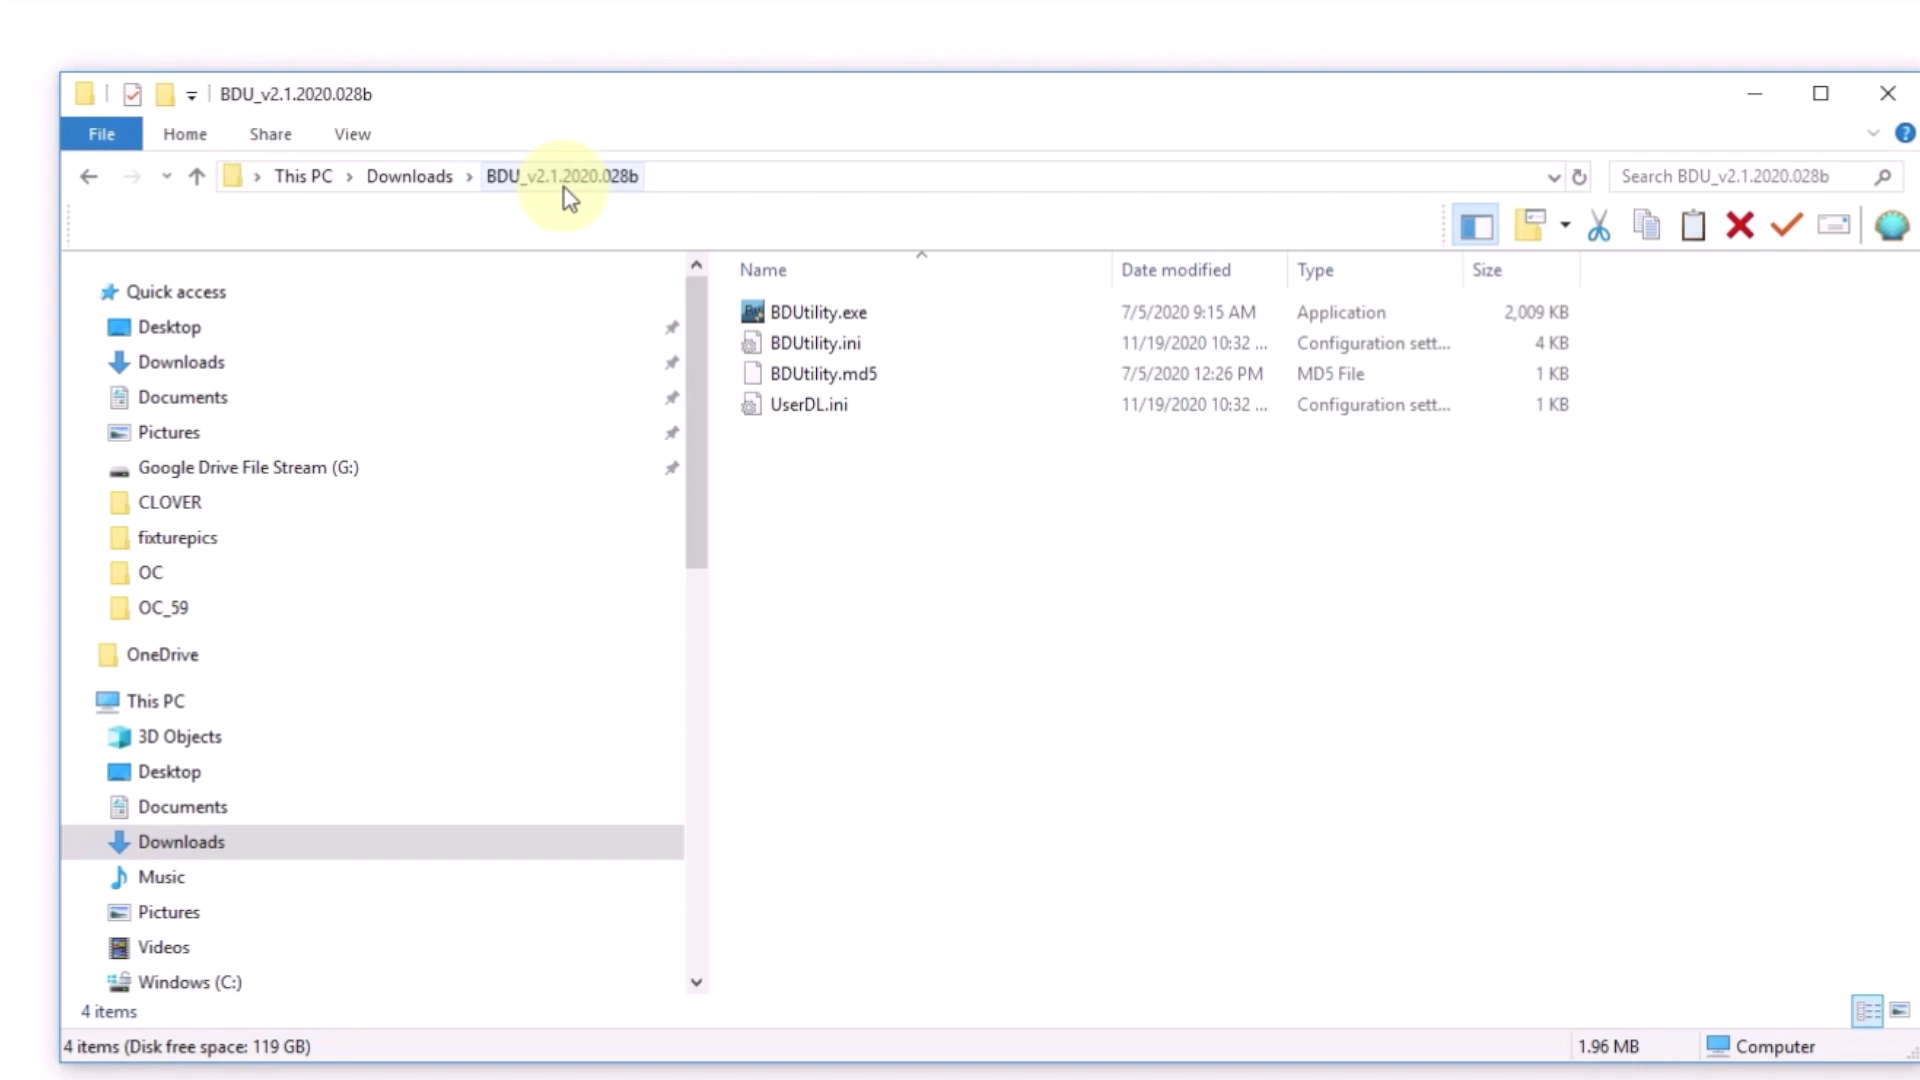 BDU_v2.1.2020.028b
File Home Share View
This PC Downloads BDU_v2.1.2020.028b Search BDU_v2.1.2020.028b
Name Date modified Type Size
BDUtility.exe 7/5/2020 9:15 AM Application 2,009 KB
BDUtility.ini 11/19/2020 10:32 ... Configuration sett... 4 KB
BDUtility.md5 7/5/2020 12:26 PM MD5 File 1 KB
UserDL.ini 11/19/2020 10:32 ... Configuration sett... 1 KB
Quick access
Desktop
Downloads
Documents
Pictures
Google Drive File Stream (G:)
CLOVER
fixturepics
OC
OC_59
OneDrive
This PC
3D Objects
Desktop
Documents
Downloads
Music
Pictures
Videos
Windows (C:)
4 items
4 items (Disk free space: 119 GB) 1.96 MB Computer